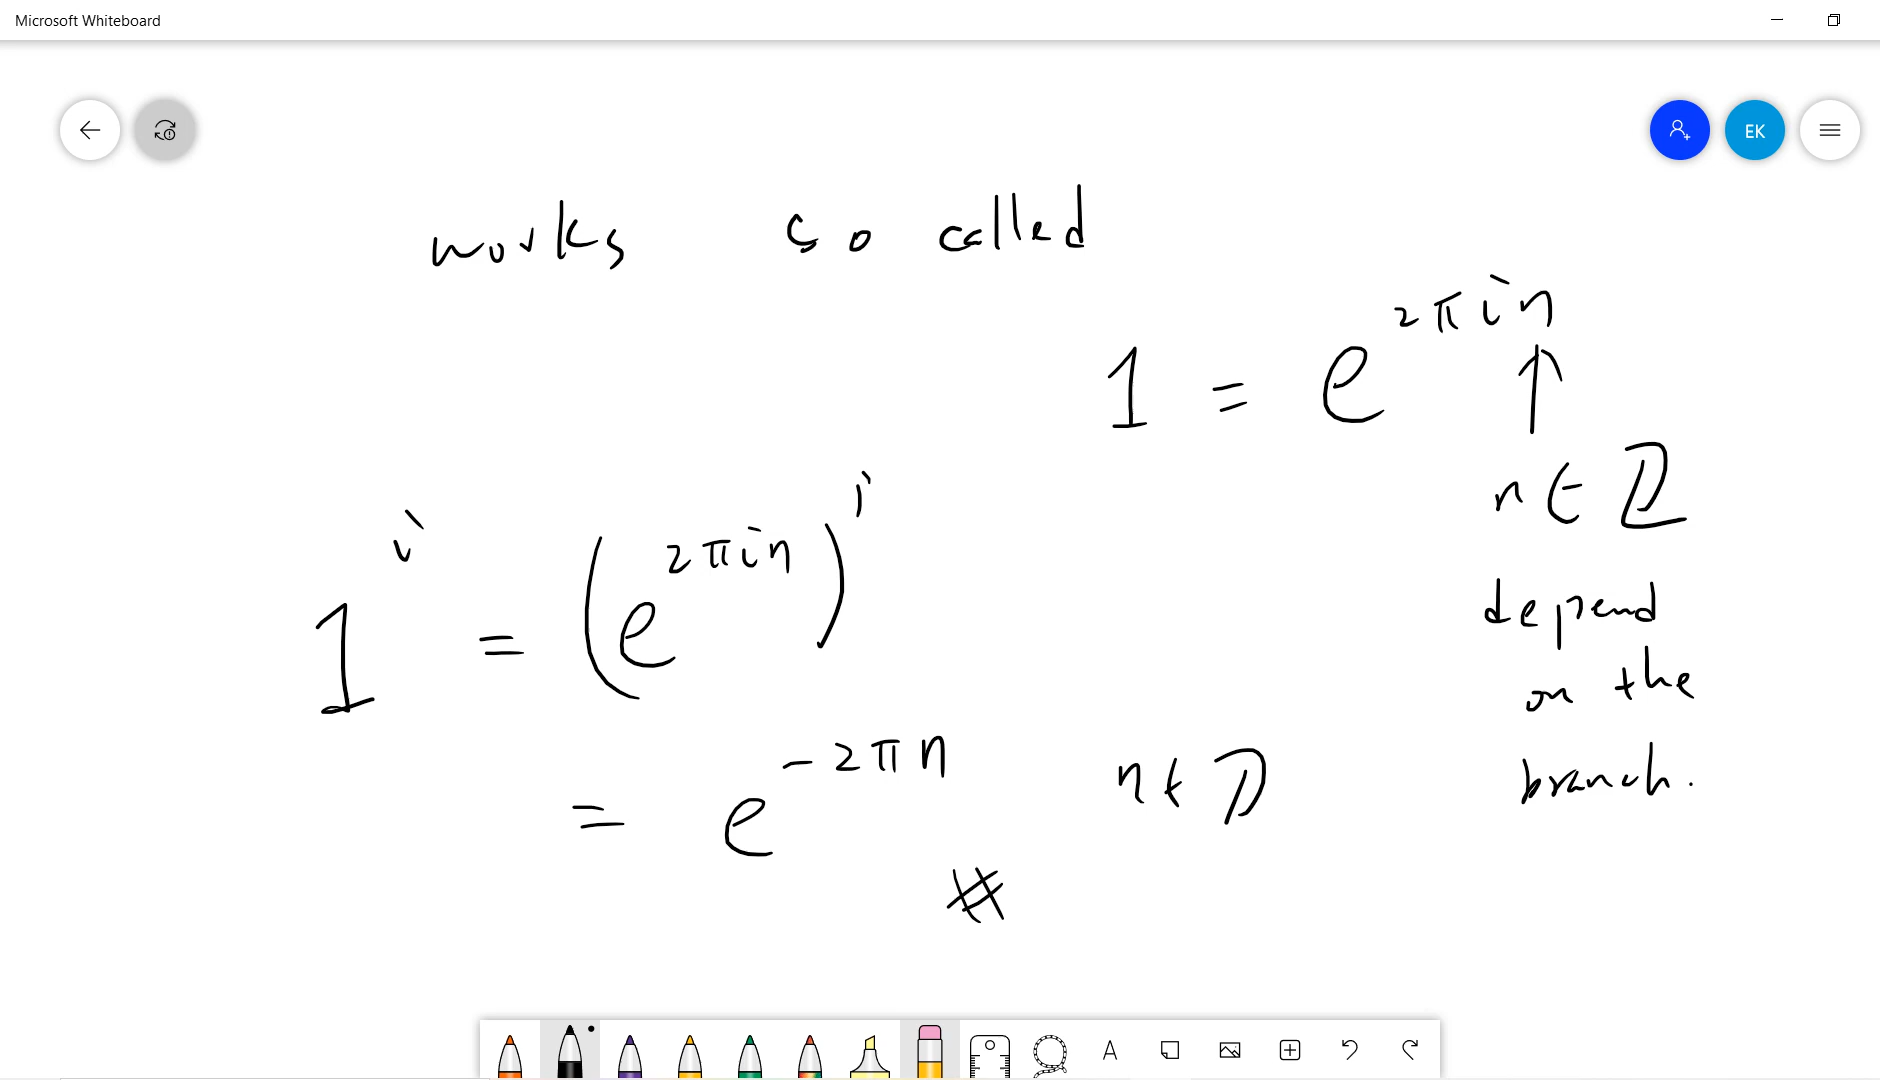 Microsoft Whiteboard
EK
works so called
1 = e^{2πin}
↑
n ∈ ℤ
depend
on the
branch.
1^i = (e^{2πin})^i
= e^{-2πn} n ∈ ℤ
#
A